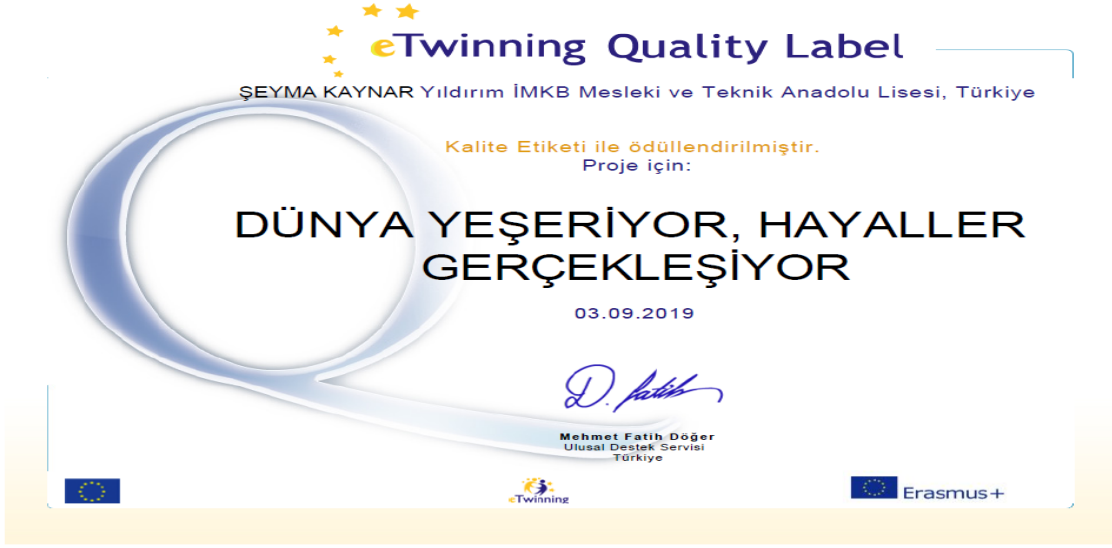 eTwinning Quality Label
ŞEYMA KAYNAR Yıldırım İMKB Mesleki ve Teknik Anadolu Lisesi, Türkiye
Kalite Etiketi ile ödüllendirilmiştir.
Proje için:
DÜNYA YEŞERİYOR, HAYALLER
GERÇEKLEŞİYOR
03.09.2019
D. fatih
Mehmet Fatih Döğer
Ulusal Destek Servisi
Türkiye
eTwinning
Erasmus+